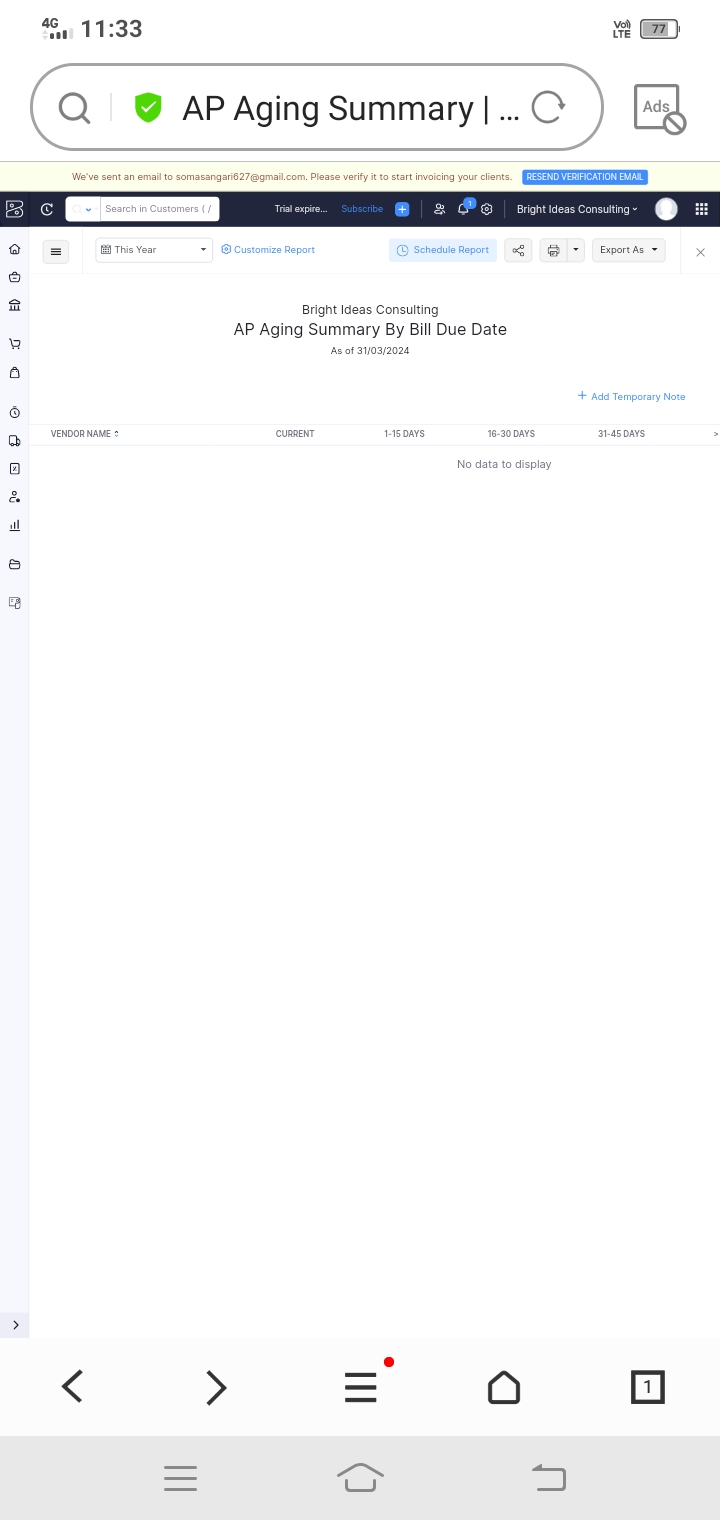 4G 11:33 Vo) LTE 77
AP Aging Summary | ... Ads
We've sent an email to somasangari627@gmail.com. Please verify it to start invoicing your clients. RESEND VERIFICATION EMAIL
Search in Customers ( / Trial expire... Subscribe 1 Bright Ideas Consulting
This Year Customize Report Schedule Report Export As
Bright Ideas Consulting
AP Aging Summary By Bill Due Date
As of 31/03/2024
+ Add Temporary Note
VENDOR NAME CURRENT 1-15 DAYS 16-30 DAYS 31-45 DAYS >
No data to display
1